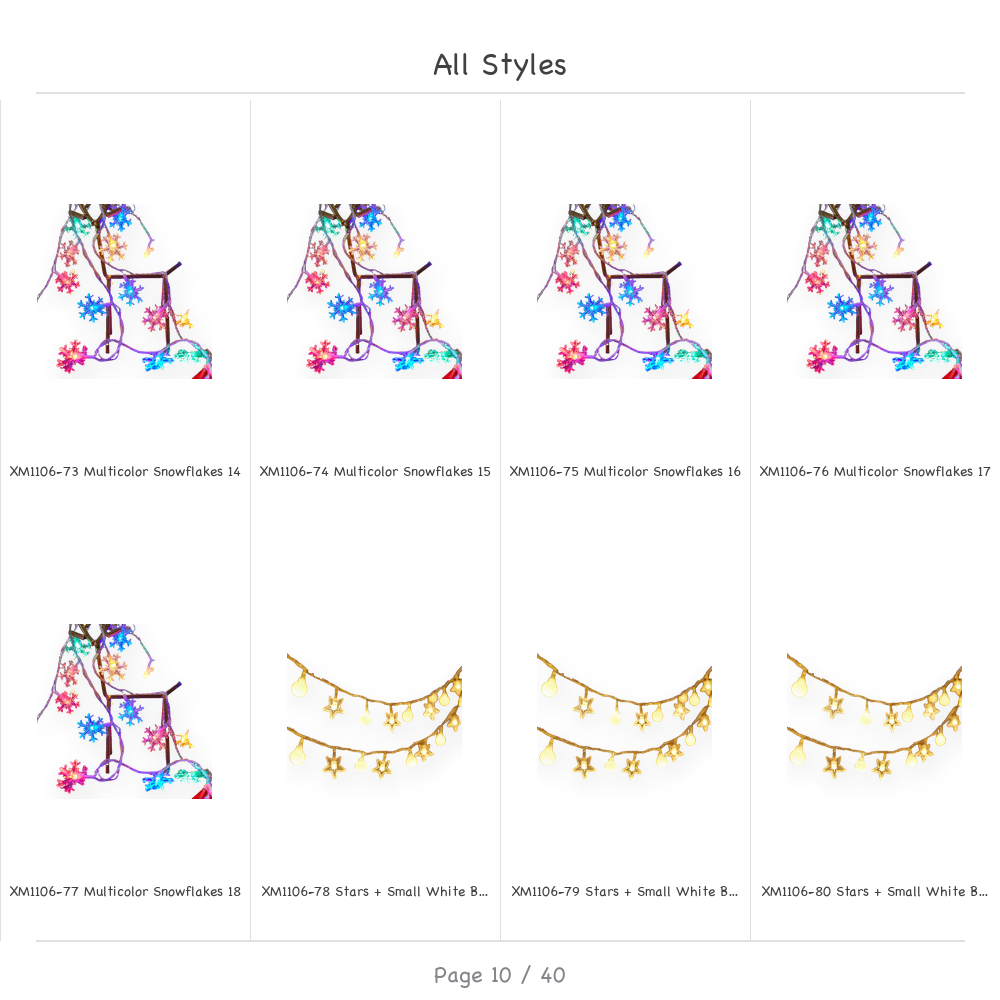 All Styles
XM1106-73 Multicolor Snowflakes 14
XM1106-74 Multicolor Snowflakes 15
XM1106-75 Multicolor Snowflakes 16
XM1106-76 Multicolor Snowflakes 17
XM1106-77 Multicolor Snowflakes 18
XM1106-78 Stars + Small White B...
XM1106-79 Stars + Small White B...
XM1106-80 Stars + Small White B...
Page 10 / 40